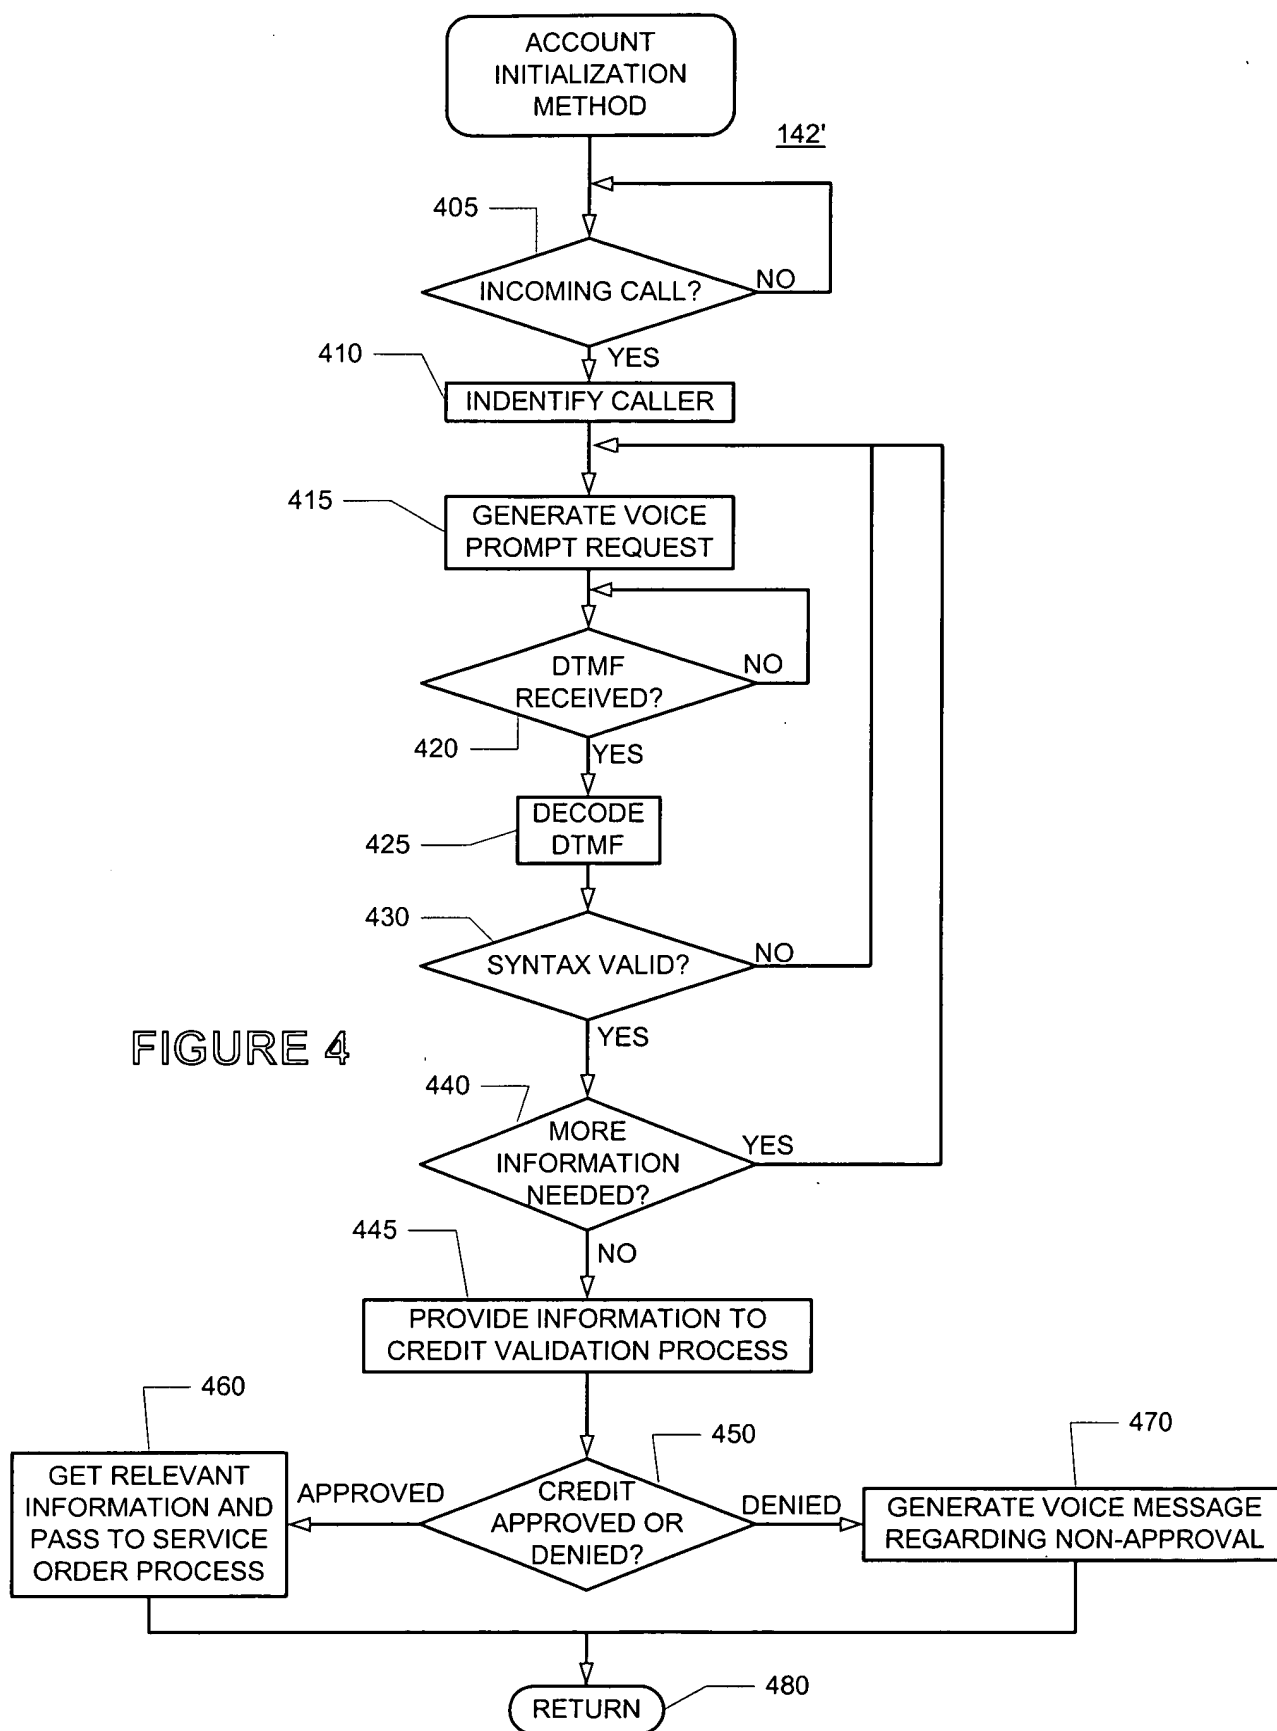 ACCOUNT
INITIALIZATION
METHOD
142'
405
INCOMING CALL?
NO
YES
410
INDENTIFY CALLER
415
GENERATE VOICE
PROMPT REQUEST
DTMF
RECEIVED?
NO
420
YES
DECODE
DTMF
425
430
SYNTAX VALID?
NO
YES
FIGURE 4
440
MORE
INFORMATION
NEEDED?
YES
445
NO
PROVIDE INFORMATION TO
CREDIT VALIDATION PROCESS
460
450
470
GET RELEVANT
INFORMATION AND
PASS TO SERVICE
ORDER PROCESS
APPROVED
CREDIT
APPROVED OR
DENIED?
DENIED
GENERATE VOICE MESSAGE
REGARDING NON-APPROVAL
RETURN
480